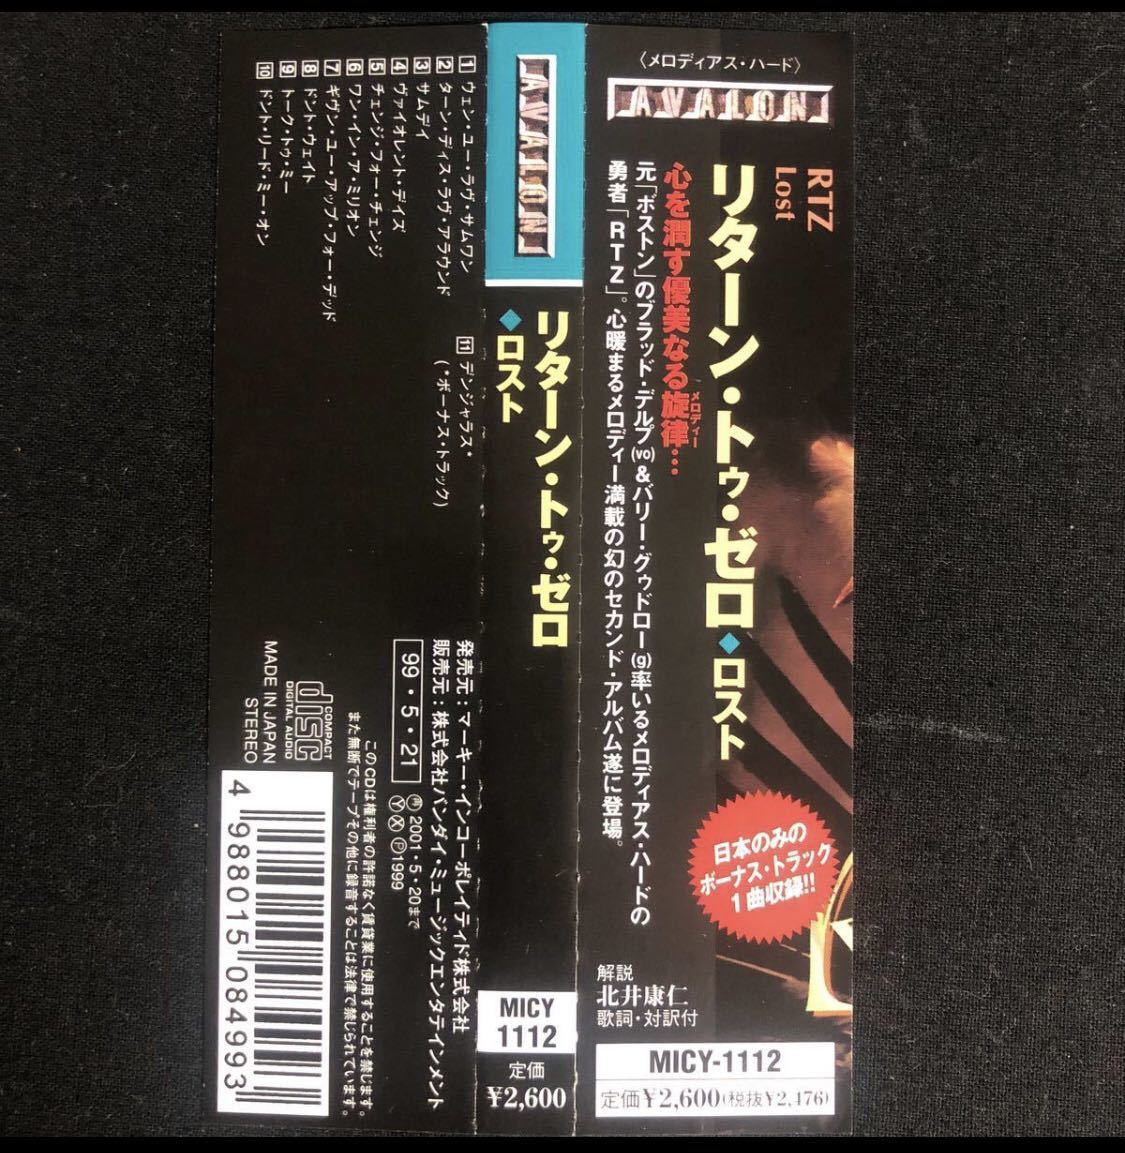 〈メロディアス・ハード〉
AVALON
RTZ
Lost
リターン・トゥ・ゼロ◆ロスト
心を潤す優美なる旋律…
メロディー
元「ボストン」のブラッド・デルプ(vo)&バリー・グゥドロー(g)率いるメロディアス・ハードの
勇者「RTZ」。心暖まるメロディー満載の幻のセカンド・アルバム遂に登場。
日本のみの
ボーナス・トラック
1曲収録!!
解説
北井康仁
歌詞・対訳付
MICY-1112
定価¥2,600(税抜¥2,476)
AVALON
リターン・トゥ・ゼロ
◆ロスト
MICY
1112
定価
¥2,600
1 ウェン・ユー・ラヴ・サムワン
2 ターン・ディス・ラヴ・アラウンド
3 サムデイ
4 ヴァイオレント・デイズ
5 チェンジ・フォー・チェンジ
6 ワン・イン・ア・ミリオン
7 ギヴン・ユー・アップ・フォー・デッド
8 ドント・ウェイト
9 トーク・トゥ・ミー
10 ドント・リード・ミー・オン
11 デンジャラス*
(*ボーナス・トラック)
発売元：マーキー・インコーポレイティド株式会社
販売元：株式会社バンダイ・ミュージックエンタテインメント
99・5・21
再 2001・5・20まで
Ⓨ Ⓧ Ⓟ1999
このCDは権利者の許諾なく賃貸業に使用することを禁じます。
また無断でテープその他に録音することは法律で禁じられています。
COMPACT
disc
DIGITAL AUDIO
MADE IN JAPAN
STEREO
4 988015 084993